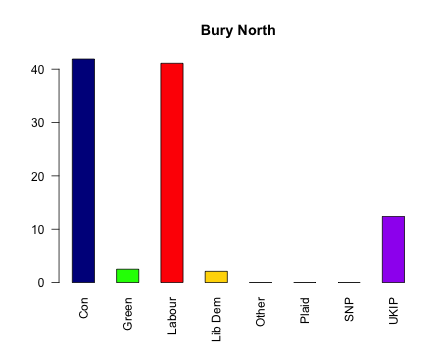 Bury North
40
30
20
10
0
Con
Green
Labour
Lib Dem
Other
Plaid
SNP
UKIP